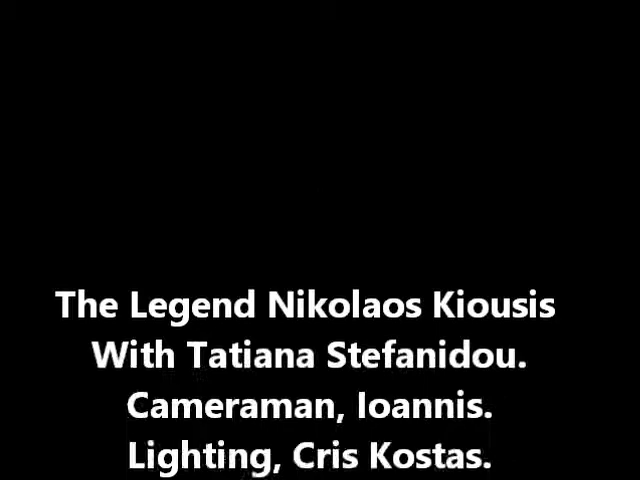 The Legend Nikolaos Kiousis
With Tatiana Stefanidou.
Cameraman, Ioannis.
Lighting, Cris Kostas.